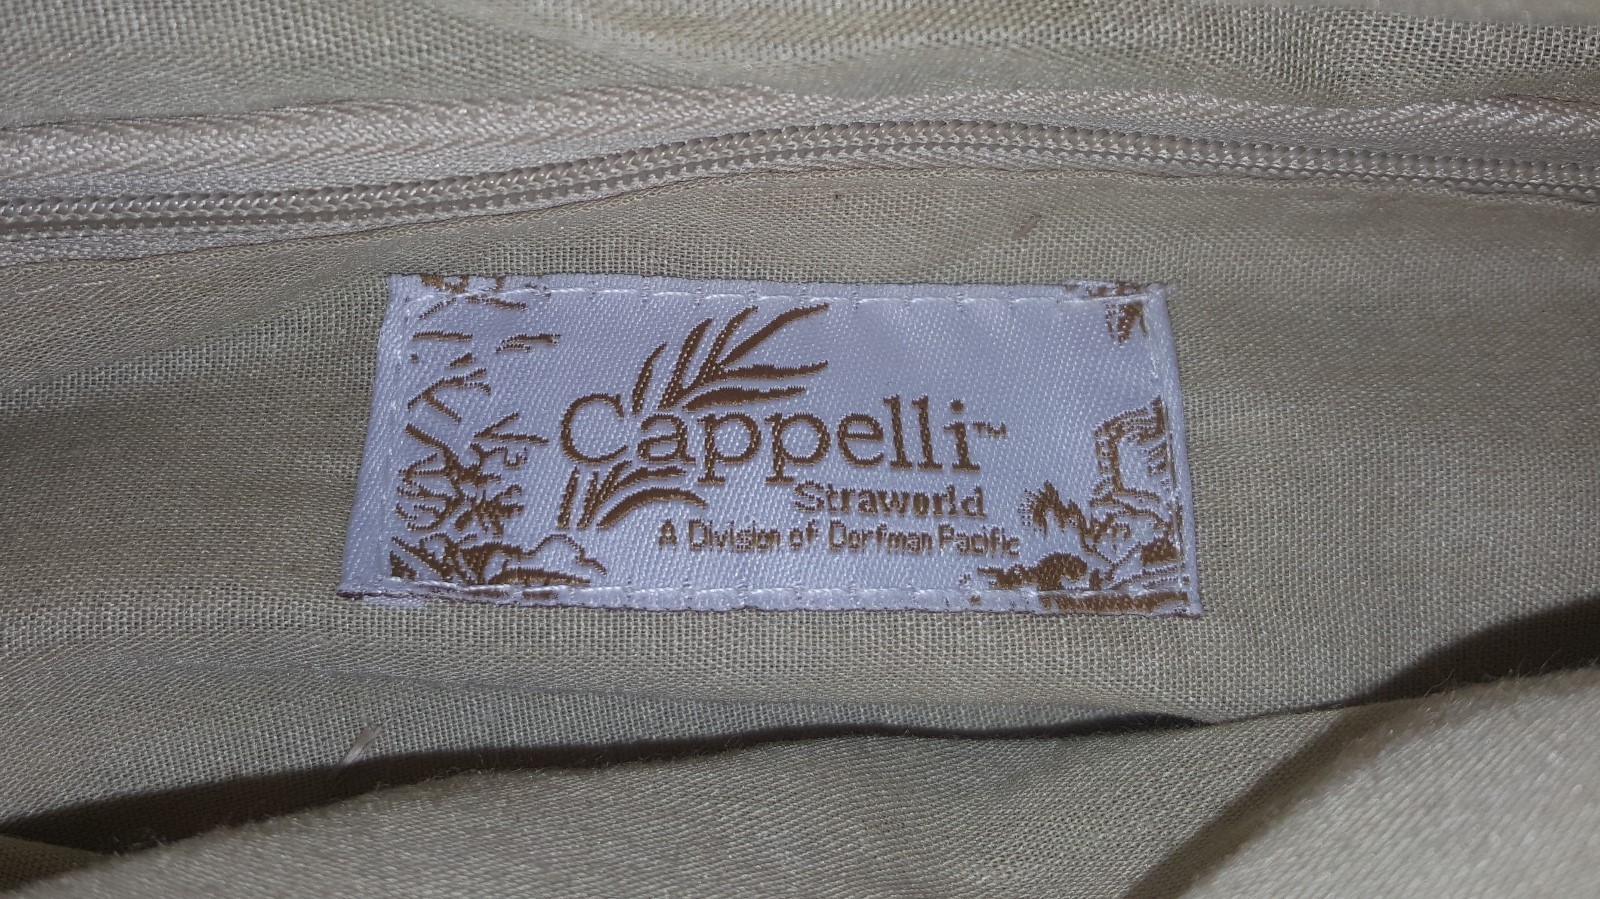 Cappelli™
Straworld
A Division of Dorfman Pacific